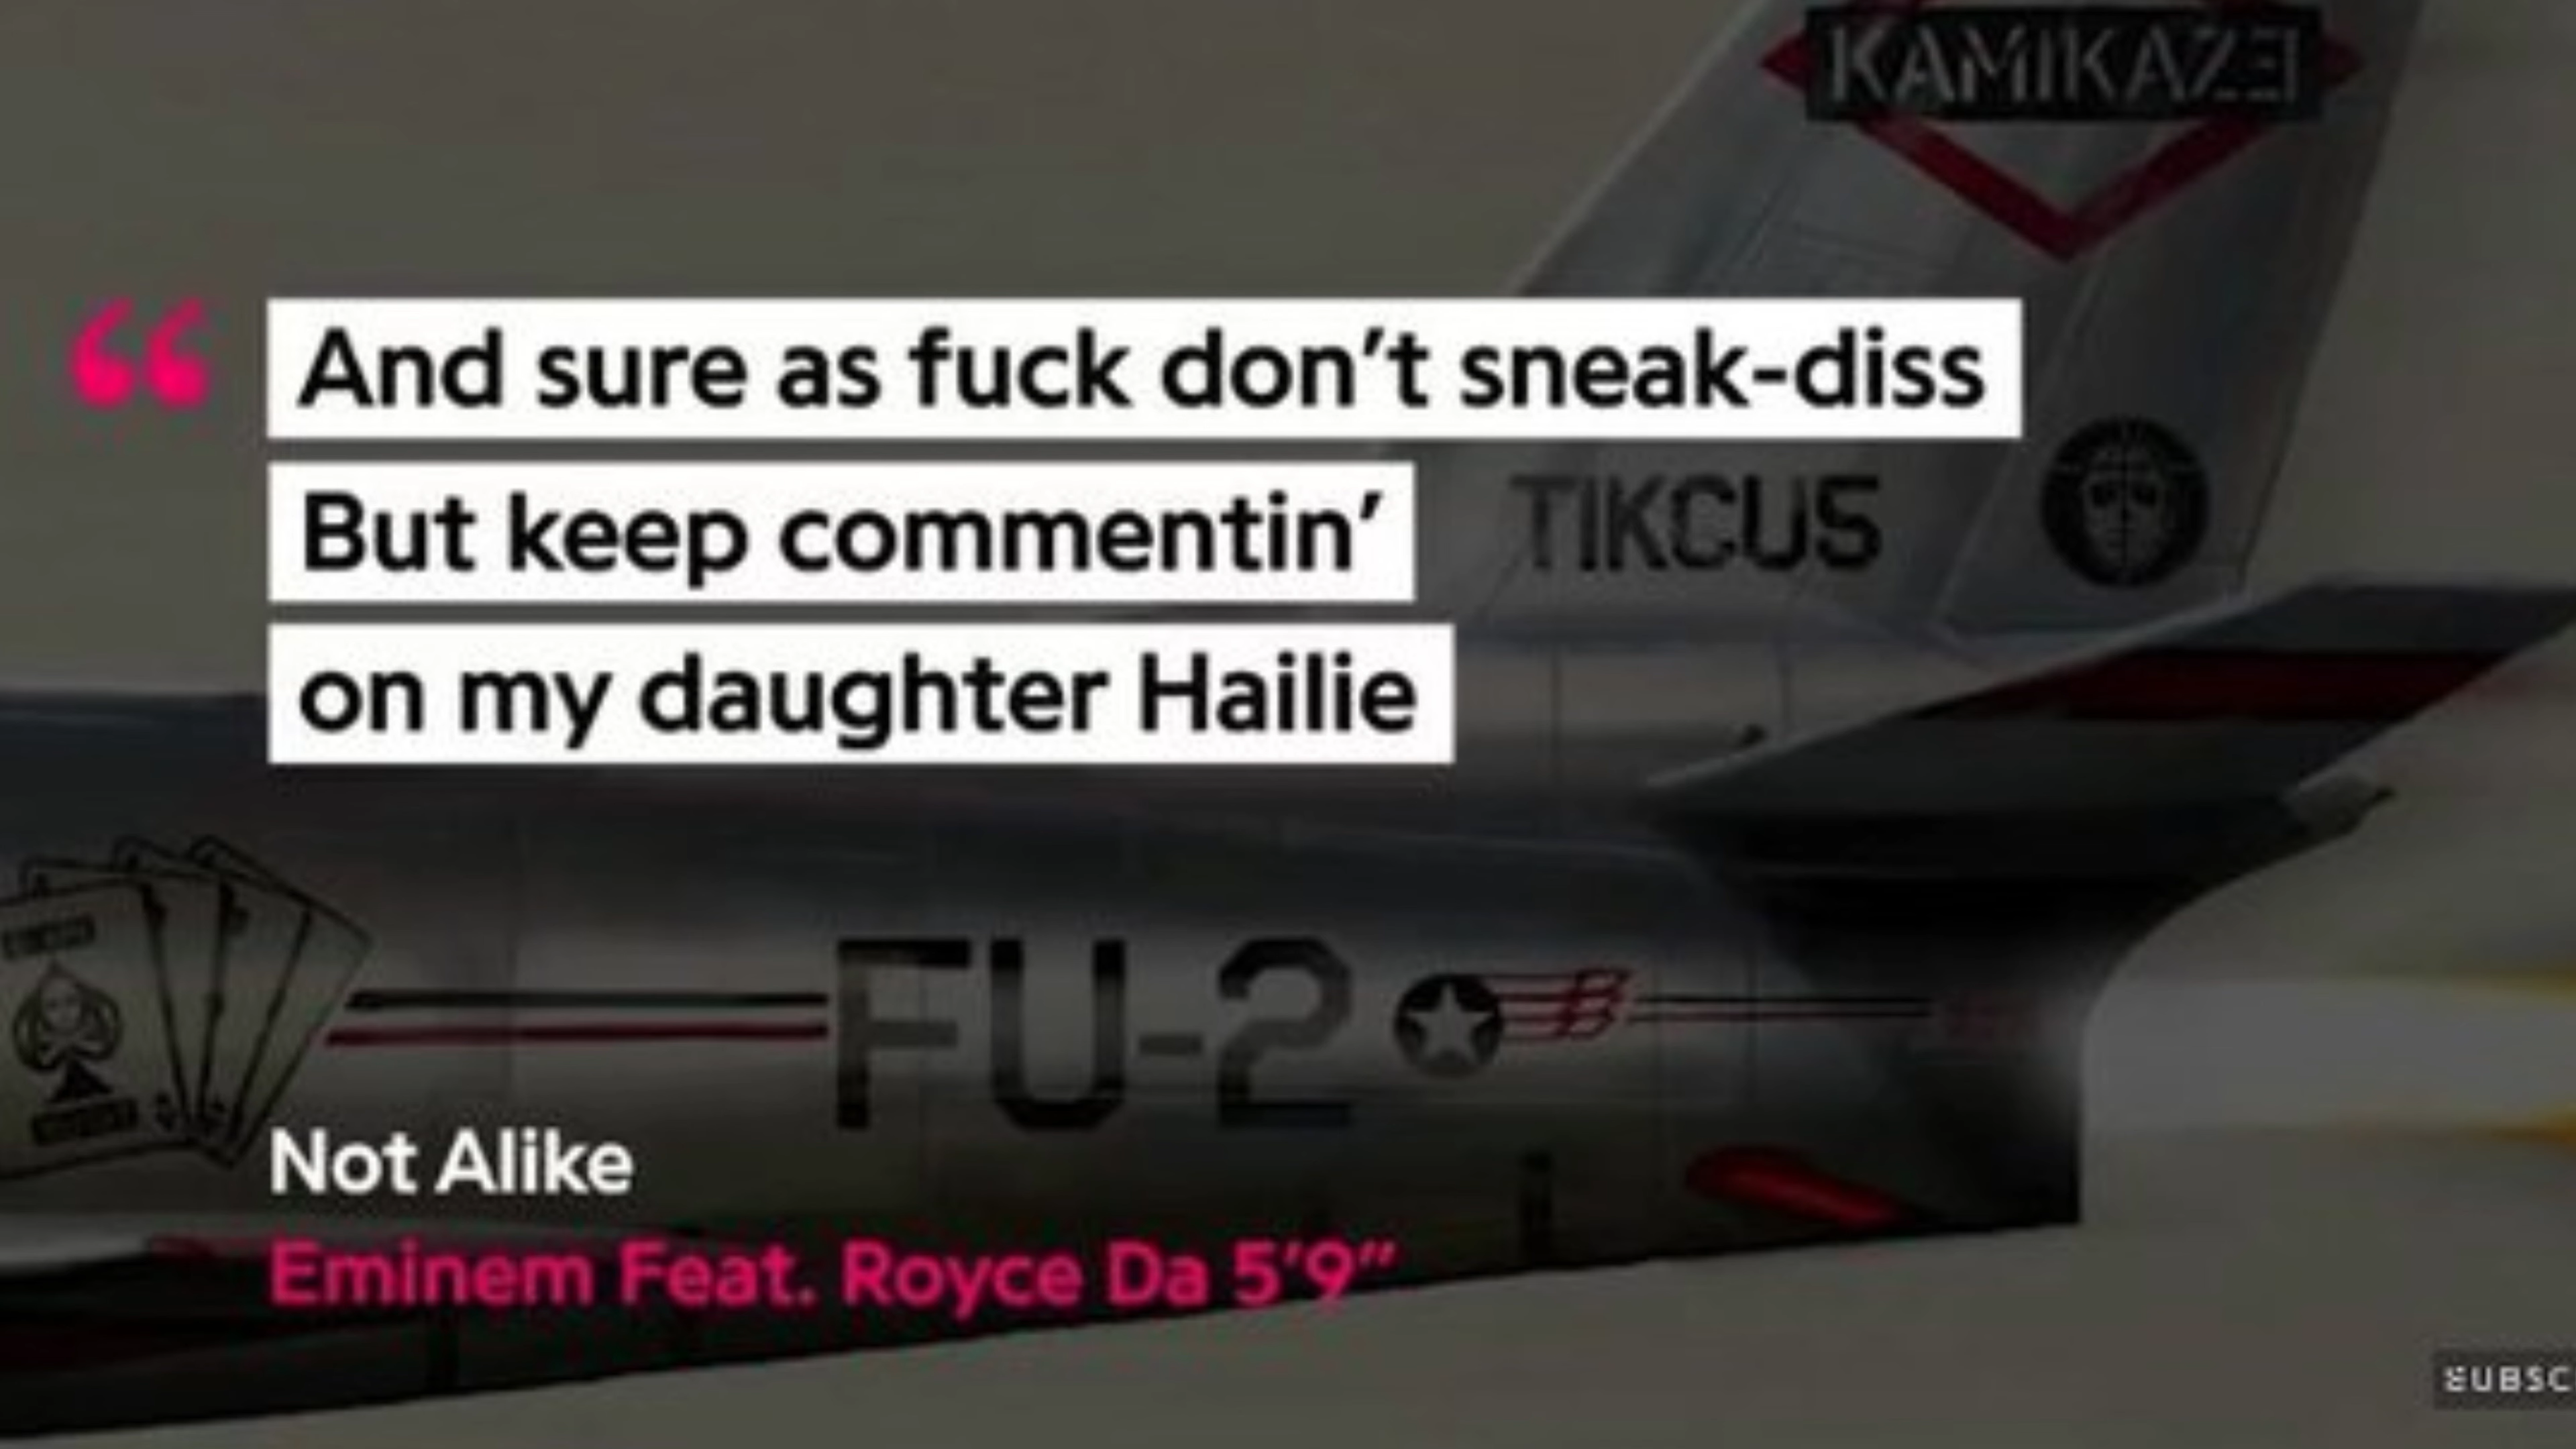 KAMIKAZE
“And sure as fuck don’t sneak-diss
But keep commentin’
on my daughter Hailie
TIKCUS
FU-2
Not Alike
Eminem Feat. Royce Da 5’9”
SUBSC